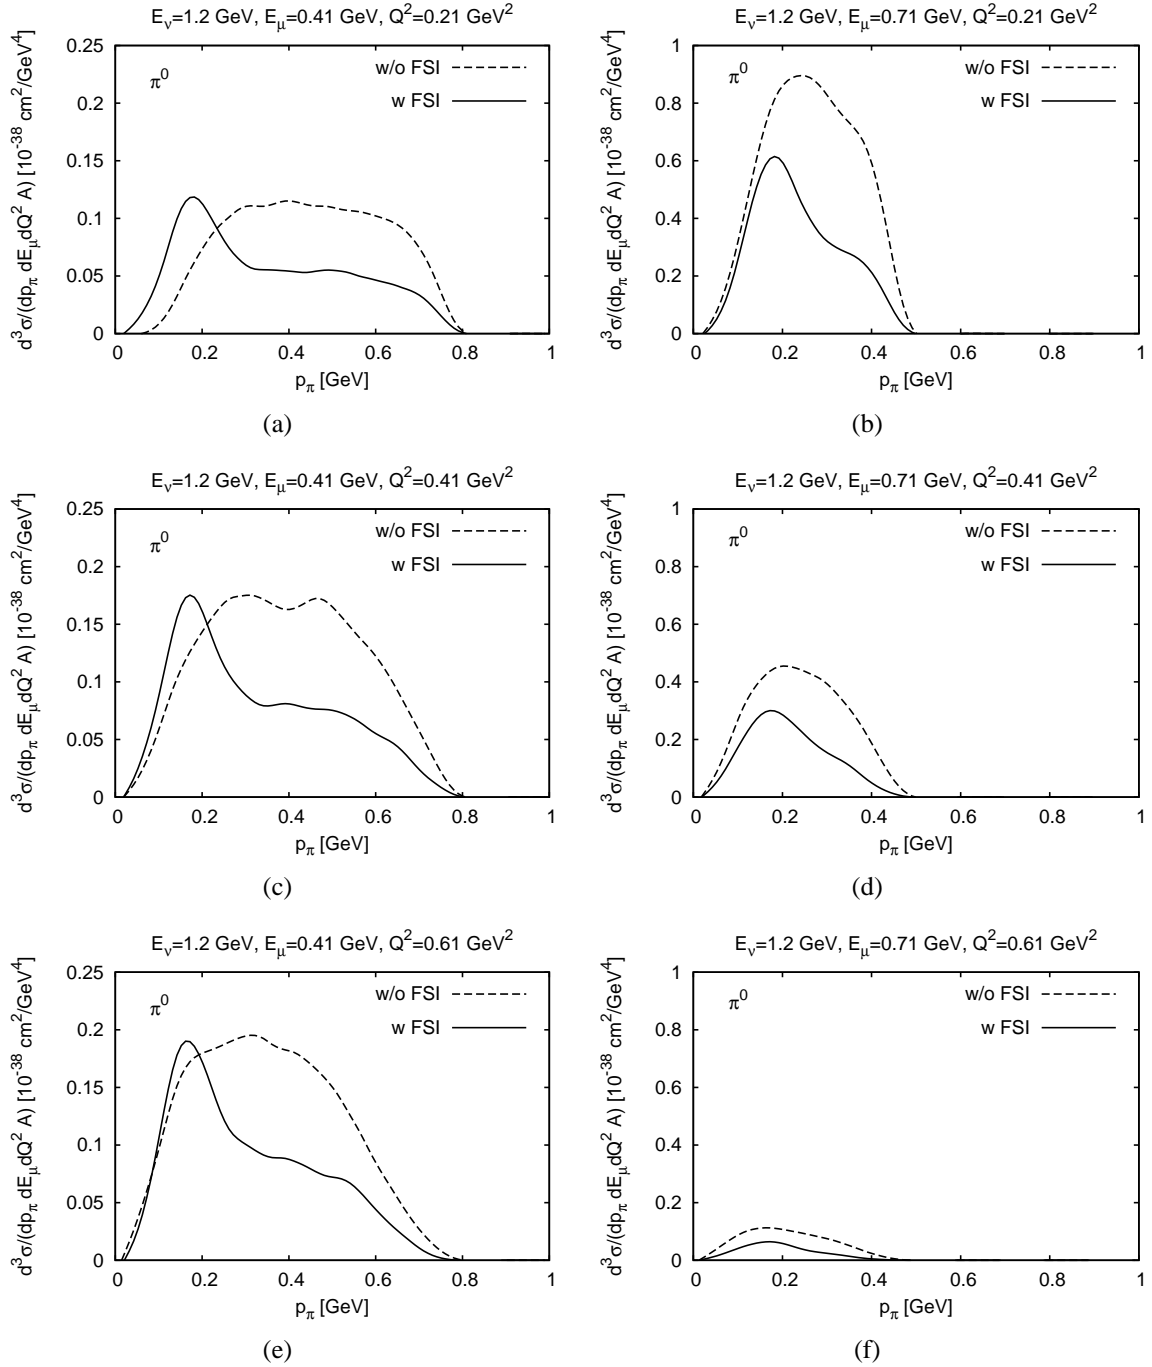 E_ν=1.2 GeV, E_μ=0.41 GeV, Q²=0.21 GeV²
d³σ/(dp_π dE_μdQ² A) [10⁻³⁸ cm²/GeV⁴]
0.25
0.2
0.15
0.1
0.05
0
π⁰
w/o FSI
w FSI
0 0.2 0.4 0.6 0.8 1
p_π [GeV]
(a)
E_ν=1.2 GeV, E_μ=0.71 GeV, Q²=0.21 GeV²
d³σ/(dp_π dE_μdQ² A) [10⁻³⁸ cm²/GeV⁴]
1
0.8
0.6
0.4
0.2
0
π⁰
w/o FSI
w FSI
0 0.2 0.4 0.6 0.8 1
p_π [GeV]
(b)
E_ν=1.2 GeV, E_μ=0.41 GeV, Q²=0.41 GeV²
d³σ/(dp_π dE_μdQ² A) [10⁻³⁸ cm²/GeV⁴]
0.25
0.2
0.15
0.1
0.05
0
π⁰
w/o FSI
w FSI
0 0.2 0.4 0.6 0.8 1
p_π [GeV]
(c)
E_ν=1.2 GeV, E_μ=0.71 GeV, Q²=0.41 GeV²
d³σ/(dp_π dE_μdQ² A) [10⁻³⁸ cm²/GeV⁴]
1
0.8
0.6
0.4
0.2
0
π⁰
w/o FSI
w FSI
0 0.2 0.4 0.6 0.8 1
p_π [GeV]
(d)
E_ν=1.2 GeV, E_μ=0.41 GeV, Q²=0.61 GeV²
d³σ/(dp_π dE_μdQ² A) [10⁻³⁸ cm²/GeV�4]
0.25
0.2
0.15
0.1
0.05
0
π⁰
w/o FSI
w FSI
0 0.2 0.4 0.6 0.8 1
p_π [GeV]
(e)
E_ν=1.2 GeV, E_μ=0.71 GeV, Q²=0.61 GeV²
d³σ/(dp_π dE_μdQ² A) [10⁻³⁸ cm²/GeV⁴]
1
0.8
0.6
0.4
0.2
0
π⁰
w/o FSI
w FSI
0 0.2 0.4 0.6 0.8 1
p_π [GeV]
(f)